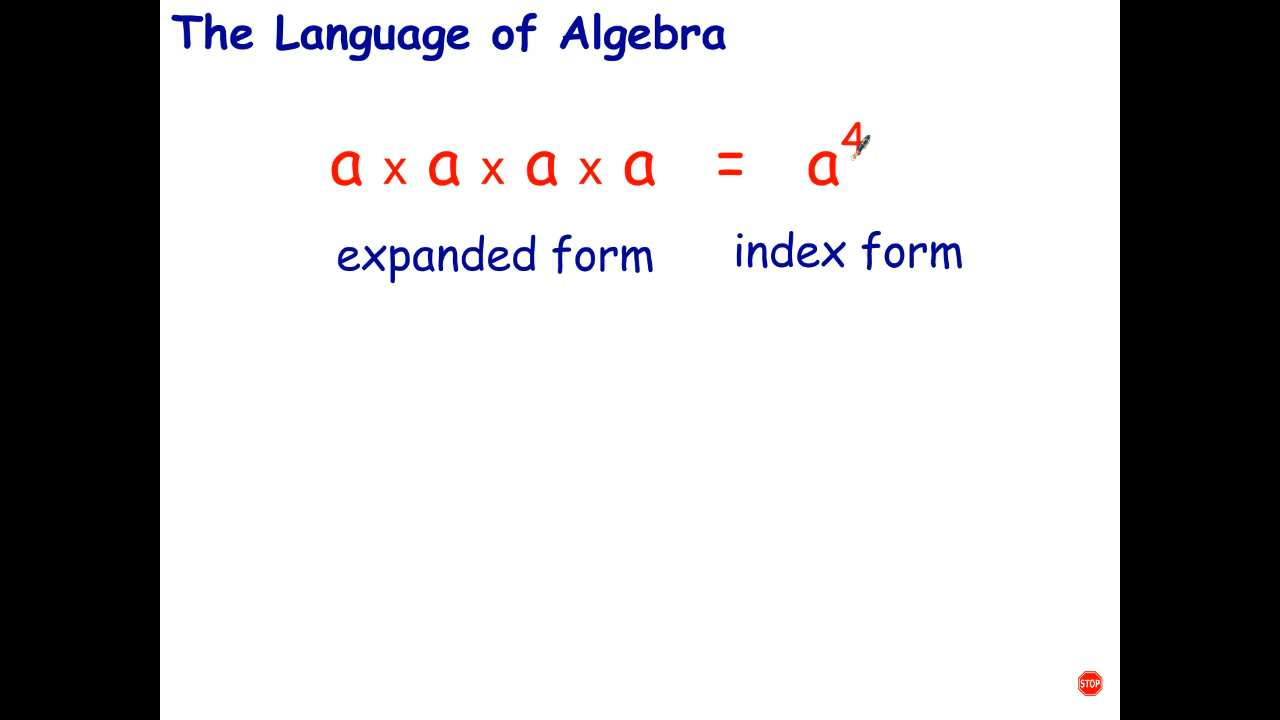 The Language of Algebra
a x a x a x a = a⁴
expanded form index form
STOP